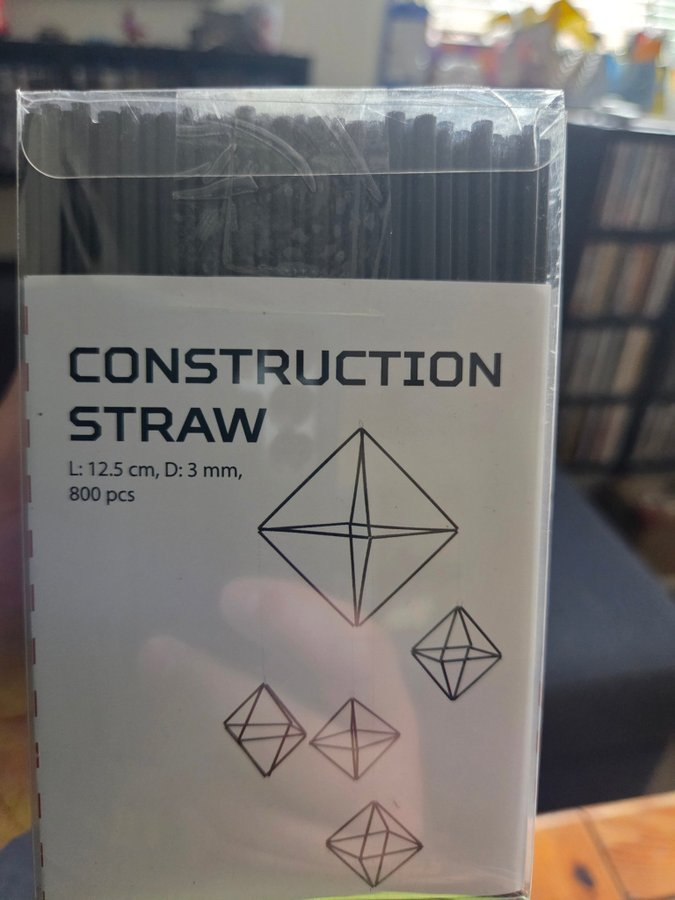 CONSTRUCTION
STRAW
L: 12.5 cm, D: 3 mm,
800 pcs